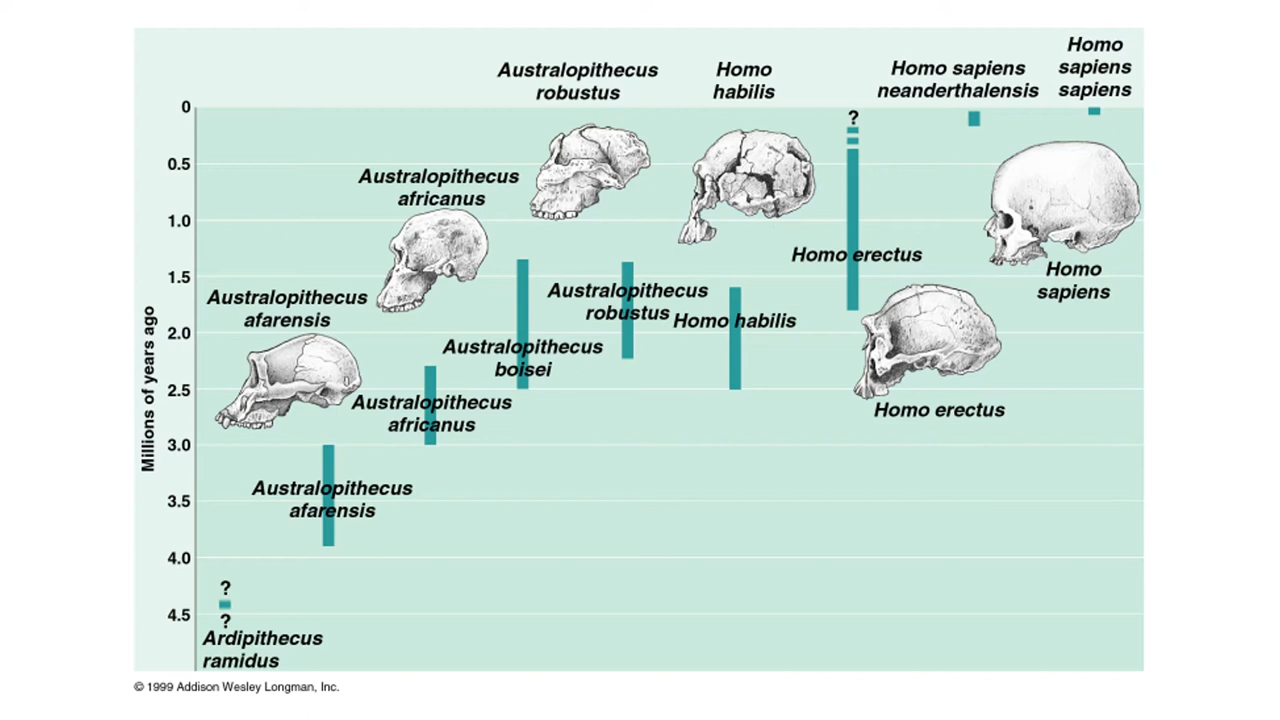 Homo
sapiens
sapiens
Australopithecus
robustus
Homo
habilis
Homo sapiens
neanderthalensis
0
?
0.5
Australopithecus
africanus
1.0
Homo erectus
Homo
sapiens
1.5
Australopithecus
afarensis
Australopithecus
robustus
Homo habilis
2.0
Australopithecus
boisei
2.5
Australopithecus
africanus
Homo erectus
3.0
Millions of years ago
Australopithecus
afarensis
3.5
4.0
?
4.5
?
Ardipithecus
ramidus
© 1999 Addison Wesley Longman, Inc.